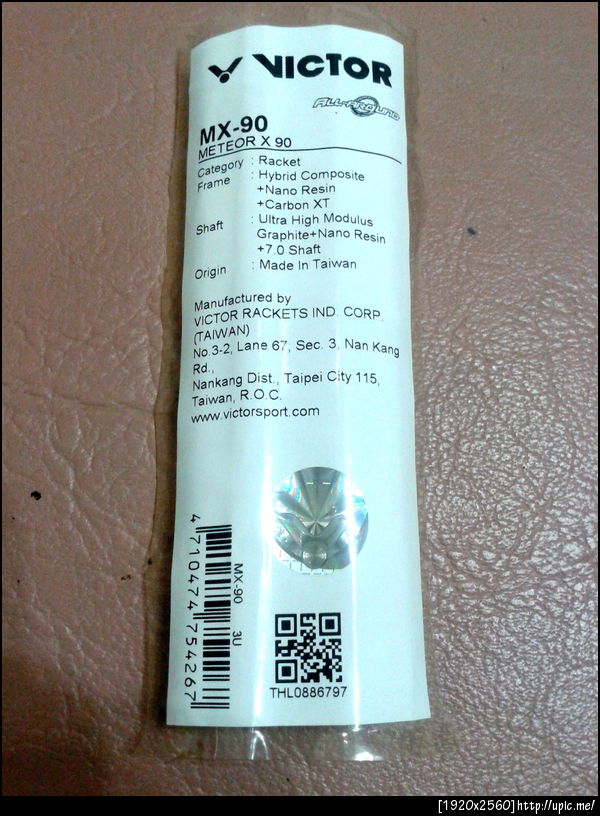 VICTOR
ALL-AROUND
MX-90
METEOR X 90
Category : Racket
Frame : Hybrid Composite
+Nano Resin
+Carbon XT
Shaft : Ultra High Modulus
Graphite+Nano Resin
+7.0 Shaft
Origin : Made In Taiwan
Manufactured by
VICTOR RACKETS IND. CORP.
(TAIWAN)
No.3-2, Lane 67, Sec. 3, Nan Kang
Rd.,
Nankang Dist., Taipei City 115,
Taiwan, R.O.C.
www.victorsport.com
4710474754267
MX-90 3U
THL0886797
[1920x2560]http://upic.me/